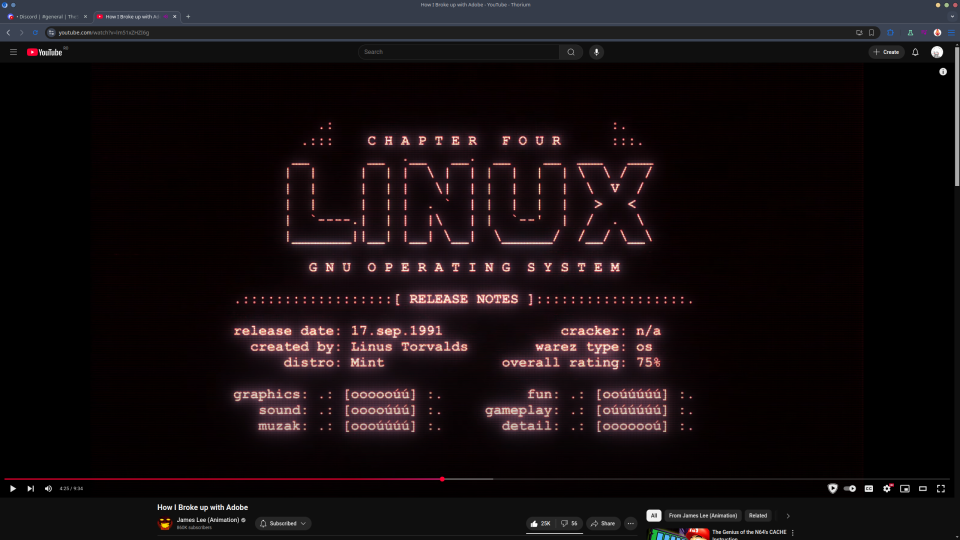 How I Broke up with Adobe - YouTube - Thorium
Discord | #general | The
How I Broke up with Ad
youtube.com
YouTube
Search
Create
CHAPTER FOUR
LINUX
GNU OPERATING SYSTEM
.:::::::::::::::::::[ RELEASE NOTES ]:::::::::::::::::::.
release date: 17.sep.1991 cracker: n/a
created by: Linus Torvalds warez type: os
distro: Mint overall rating: 75%
graphics: .: [oooooúú] :. fun: .: [ooúúúúú] :.
sound: .: [ooooúúú] :. gameplay: .: [oúúúúúú] :.
muzak: .: [oooúúúú] :. detail: .: [ooooooú] :.
4:25 / 9:34
How I Broke up with Adobe
James Lee (Animation)
860K subscribers
Subscribed
25K
56
Share
All
From James Lee (Animation)
Related
The Genius of the N64's CACHE
Instruction